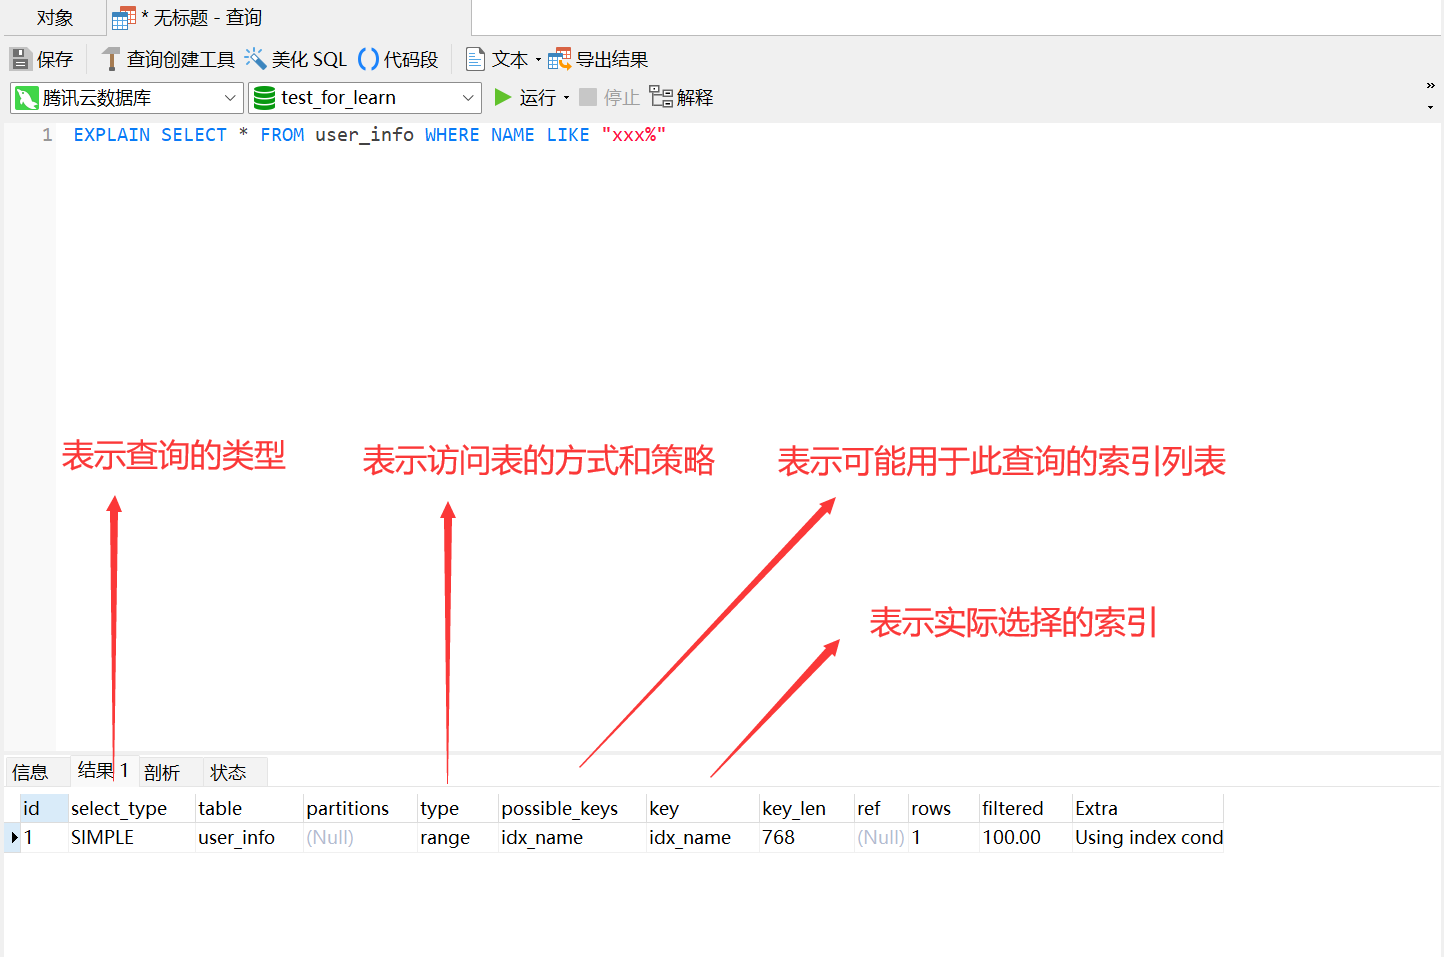 对象 * 无标题 - 查询
保存 查询创建工具 美化 SQL 代码段 文本 导出结果
腾讯云数据库 test_for_learn 运行 停止 解释
1 EXPLAIN SELECT * FROM user_info WHERE NAME LIKE "xxx%"
表示查询的类型 表示访问表的方式和策略 表示可能用于此查询的索引列表
表示实际选择的索引
信息 结果 1 剖析 状态
id select_type table partitions type possible_keys key key_len ref rows filtered Extra
1 SIMPLE user_info (Null) range idx_name idx_name 768 (Null) 1 100.00 Using index cond